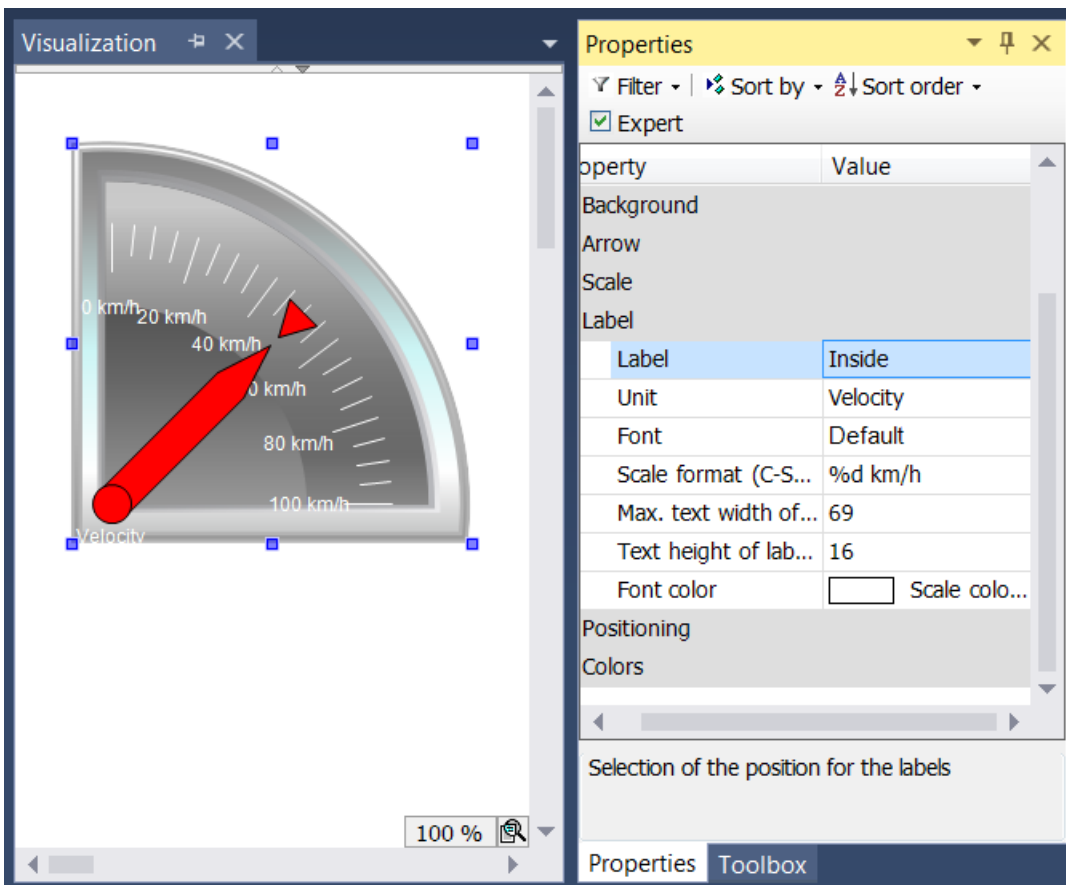 Visualization
0 km/h
20 km/h
40 km/h
0 km/h
80 km/h
100 km/h
Velocity
100 %
Properties
Filter
Sort by
Sort order
Expert
operty Value
Background
Arrow
Scale
Label
Label Inside
Unit Velocity
Font Default
Scale format (C-S... %d km/h
Max. text width of... 69
Text height of lab... 16
Font color Scale colo...
Positioning
Colors
Selection of the position for the labels
Properties Toolbox